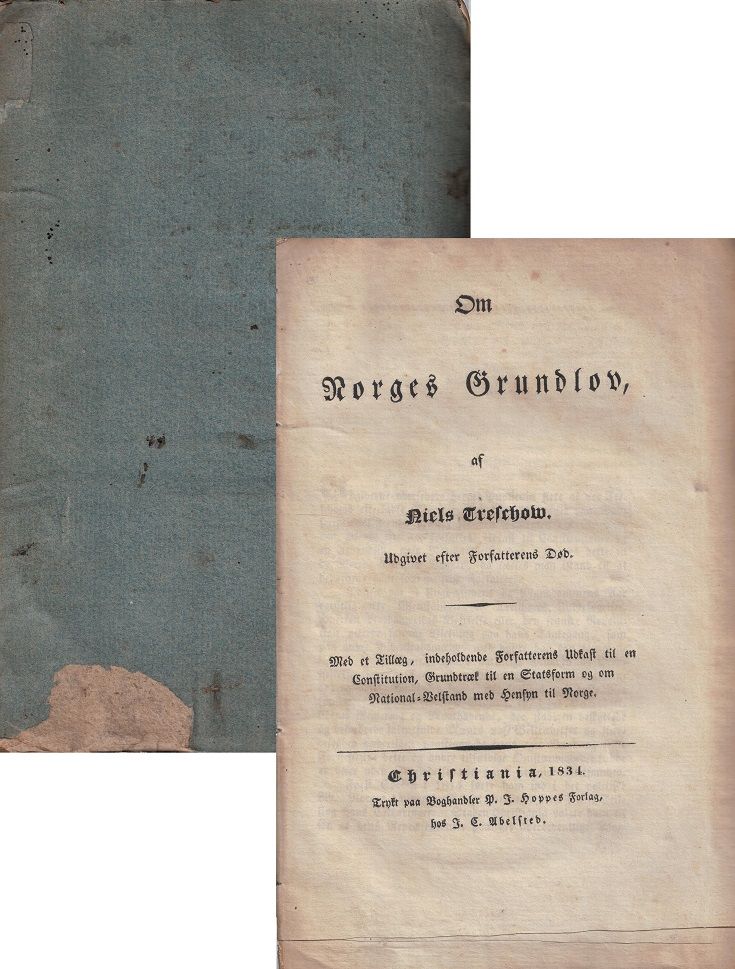 Om
Norges Grundlov,
af
Niels Treschow.
Udgivet efter Forfatterens Død.
Med et Tillæg, indeholdende Forfatterens Udkast til en
Constitution, Grundtræk til en Statsform og om
National-Velstand med Hensyn til Norge.
Christiania, 1834.
Trykt paa Boghandler P. J. Hoppes Forlag,
hos J. C. Abelsted.